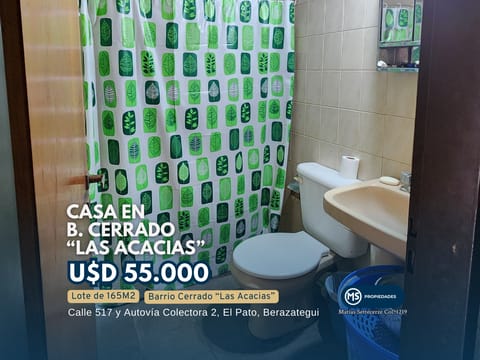 CASA EN
B. CERRADO
“LAS ACACIAS”
U$D 55.000
Lote de 165M2
Barrio Cerrado “Las Acacias”
Calle 517 y Autovía Colectora 2, El Pato, Berazategui
MS PROPIEDADES